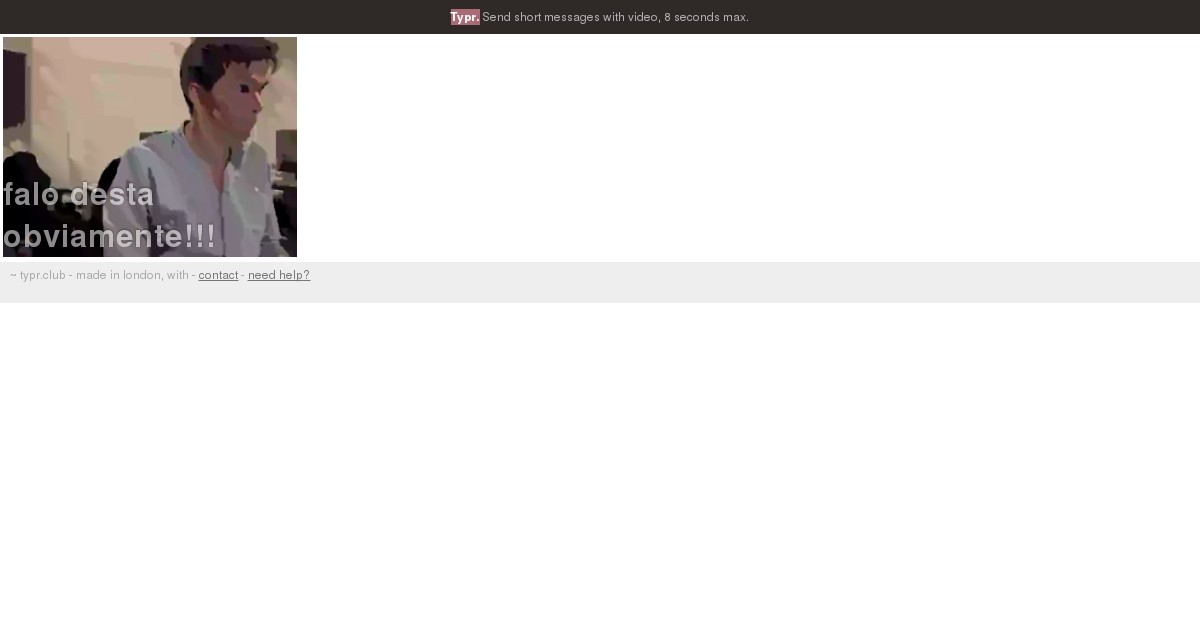 Typr. Send short messages with video, 8 seconds max.
falo desta
obviamente!!!
~ typr.club - made in london, with - contact - need help?